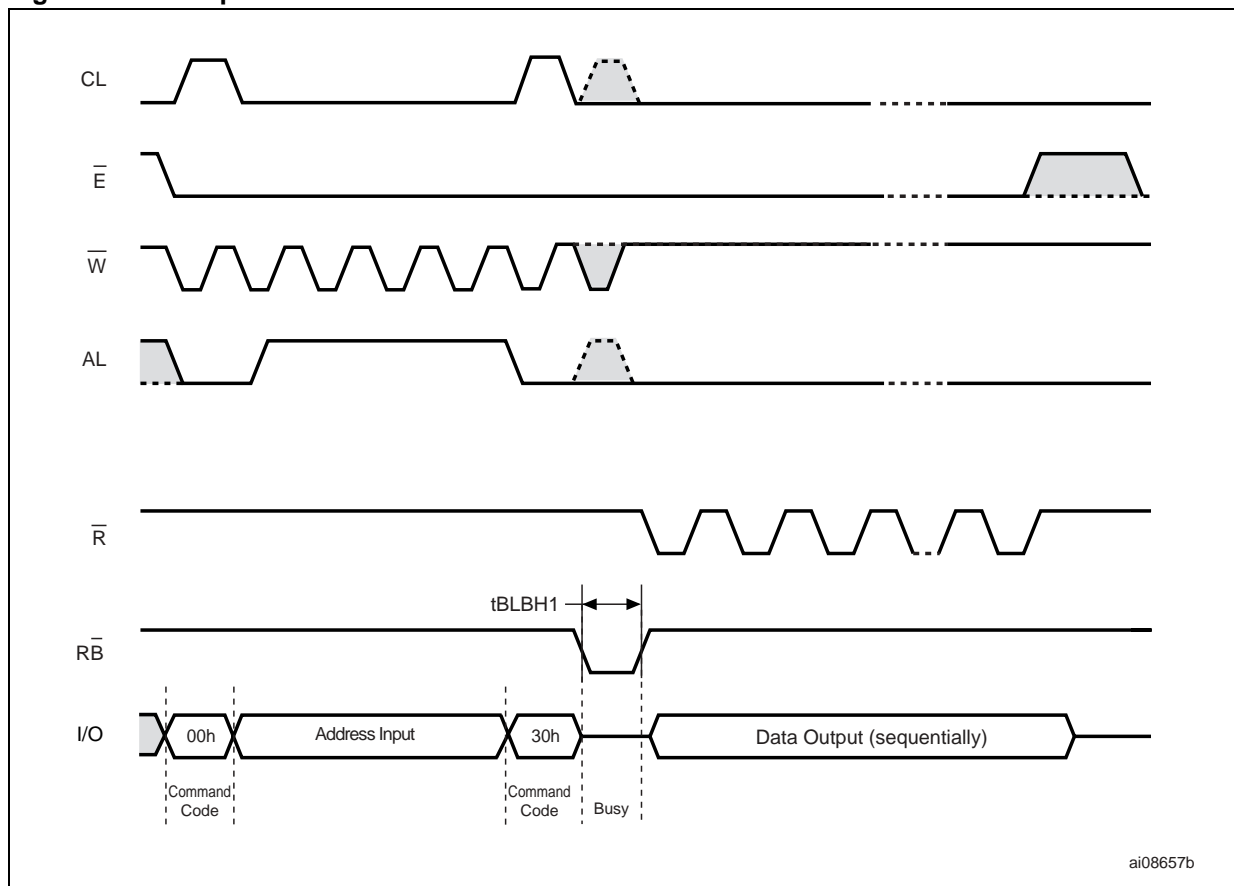 CL
E
W
AL
R
tBLBH1
RB
I/O
00h
Address Input
30h
Data Output (sequentially)
Command
Code
Command
Code
Busy
ai08657b